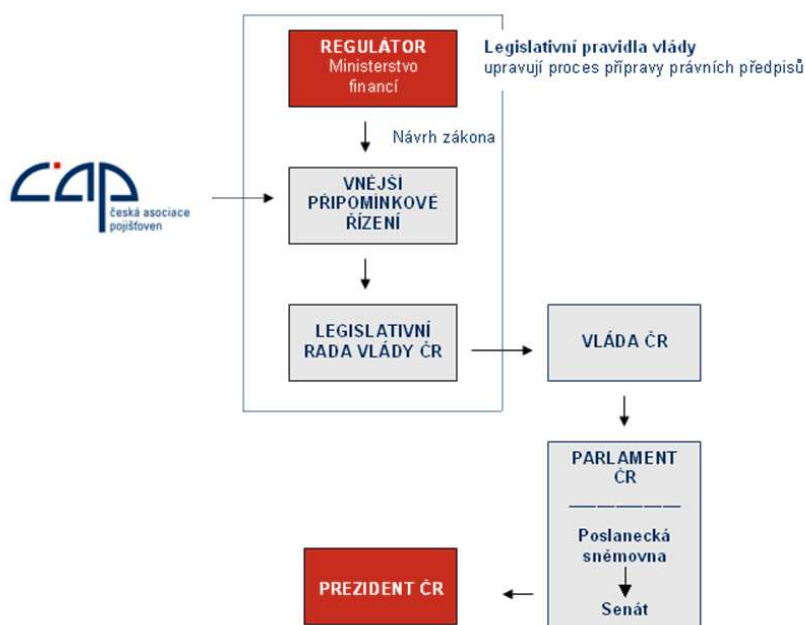 REGULÁTOR
Ministerstvo
financí
Legislativní pravidla vlády
upravují proces přípravy právních předpisů
Návrh zákona
ČAP
česká asociace
pojišťoven
VNĚJŠÍ
PŘIPOMÍNKOVÉ
ŘÍZENÍ
LEGISLATIVNÍ
RADA VLÁDY ČR
VLÁDA ČR
PARLAMENT
ČR
Poslanecká
sněmovna
Senát
PREZIDENT ČR